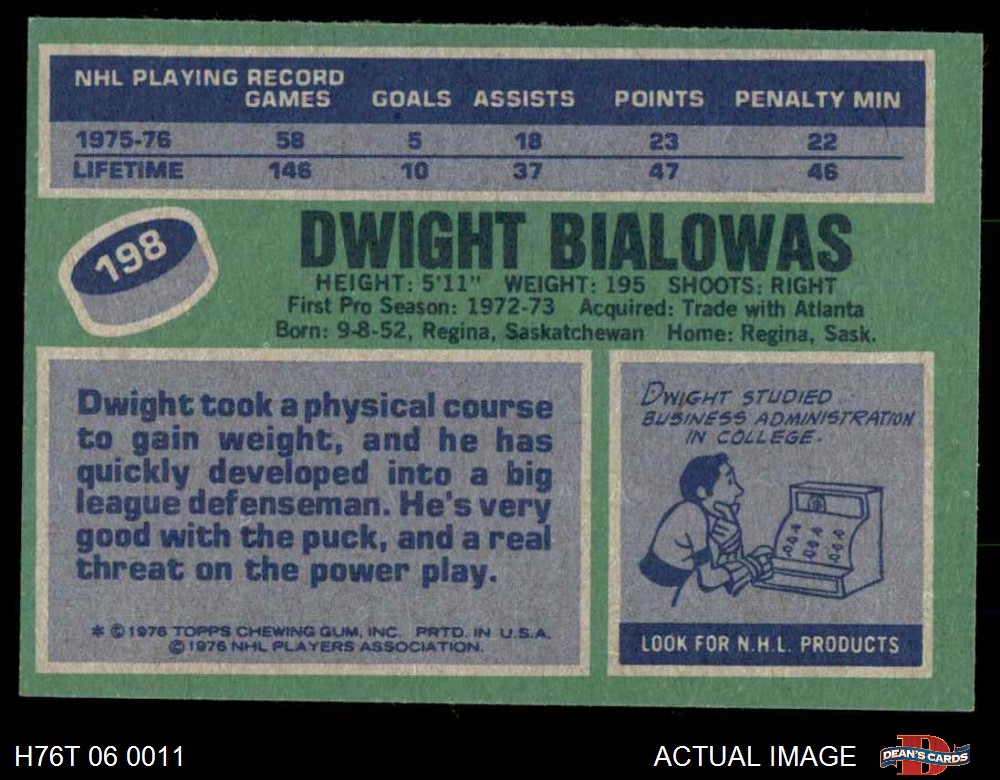 NHL PLAYING RECORD
GAMES GOALS ASSISTS POINTS PENALTY MIN
1975-76 58 5 18 23 22
LIFETIME 146 10 37 47 46
198
DWIGHT BIALOWAS
HEIGHT: 5'11" WEIGHT: 195 SHOOTS: RIGHT
First Pro Season: 1972-73 Acquired: Trade with Atlanta
Born: 9-8-52, Regina, Saskatchewan Home: Regina, Sask.
Dwight took a physical course
to gain weight, and he has
quickly developed into a big
league defenseman. He's very
good with the puck, and a real
threat on the power play.
* © 1976 TOPPS CHEWING GUM, INC. PRTD. IN U.S.A.
© 1976 NHL PLAYERS ASSOCIATION.
DWIGHT STUDIED
BUSINESS ADMINISTRATION
IN COLLEGE.
LOOK FOR N.H.L. PRODUCTS
H76T 06 0011
ACTUAL IMAGE
D
DEAN'S CARDS